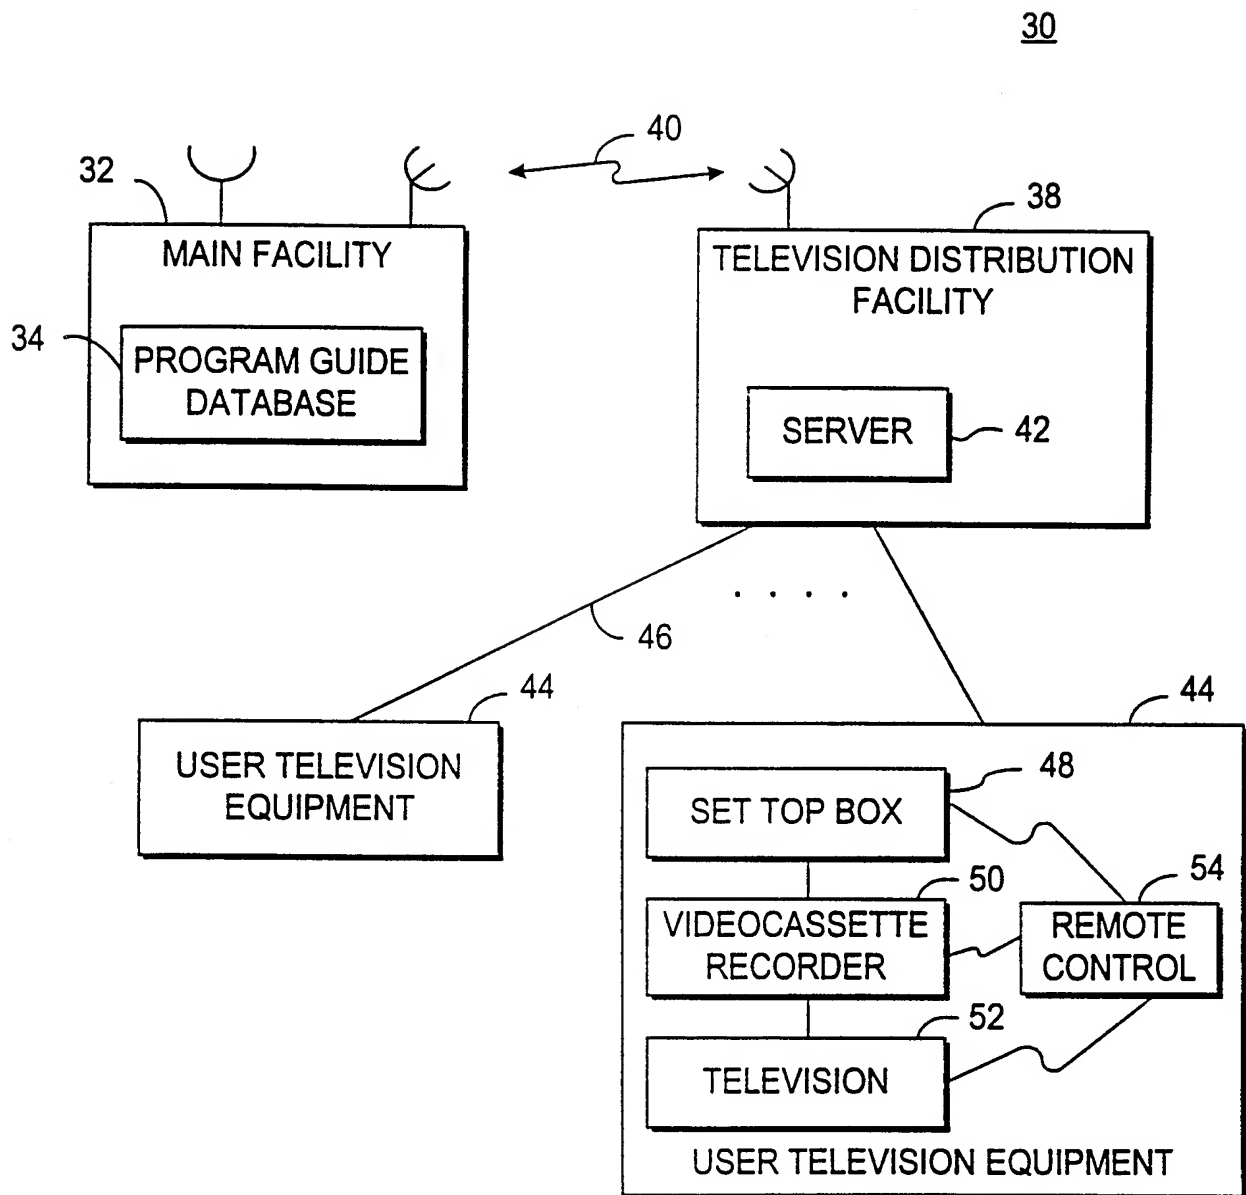 30
40
32
38
MAIN FACILITY
TELEVISION DISTRIBUTION
FACILITY
34
PROGRAM GUIDE
DATABASE
SERVER
42
46
44
44
USER TELEVISION
EQUIPMENT
48
SET TOP BOX
50
54
VIDEOCASSETTE
RECORDER
REMOTE
CONTROL
52
TELEVISION
USER TELEVISION EQUIPMENT